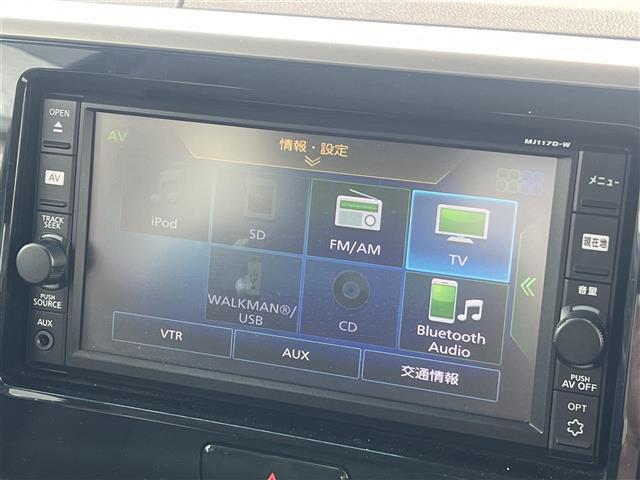 OPEN
AV
TRACK
SEEK
PUSH
SOURCE
AUX
AV
情報・設定
MJ117D-W
iPod
SD
FM/AM
TV
WALKMAN®/
USB
CD
Bluetooth
Audio
VTR
AUX
交通情報
メニュー
現在地
音量
PUSH
AV OFF
OPT